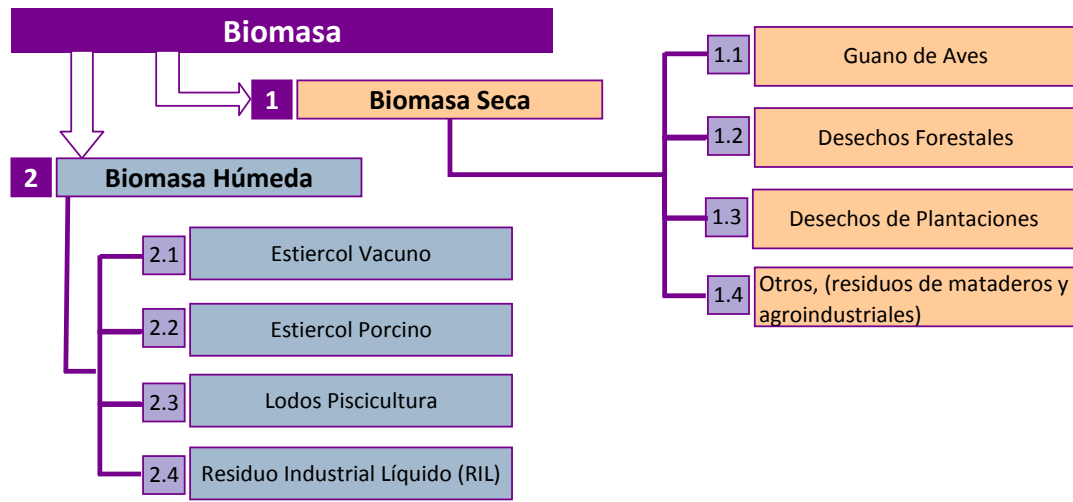 Biomasa
1 Biomasa Seca
1.1 Guano de Aves
1.2 Desechos Forestales
1.3 Desechos de Plantaciones
1.4 Otros, (residuos de mataderos y
agroindustriales)
2 Biomasa Húmeda
2.1 Estiercol Vacuno
2.2 Estiercol Porcino
2.3 Lodos Piscicultura
2.4 Residuo Industrial Líquido (RIL)